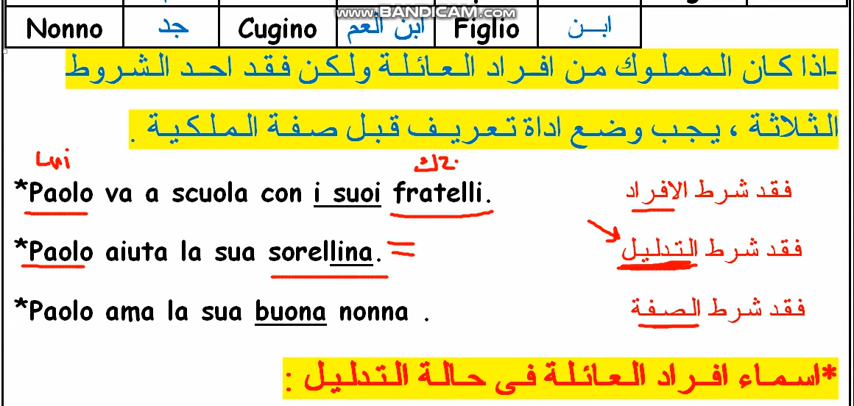 www.BANDICAM.com
Nonno جد Cugino ابن العم Figlio ابن
-اذا كان المملوك من افراد العائلة ولكن فقد احد الشروط
الثلاثة ، يجب وضع اداة تعريف قبل صفة الملكية .
Lui
*Paolo va a scuola con i suoi fratelli. فقد شرط الافراد
*Paolo aiuta la sua sorellina. = فقد شرط التدليل
*Paolo ama la sua buona nonna . فقد شرط الصفة
*اسماء افراد العائلة فى حالة التدليل :